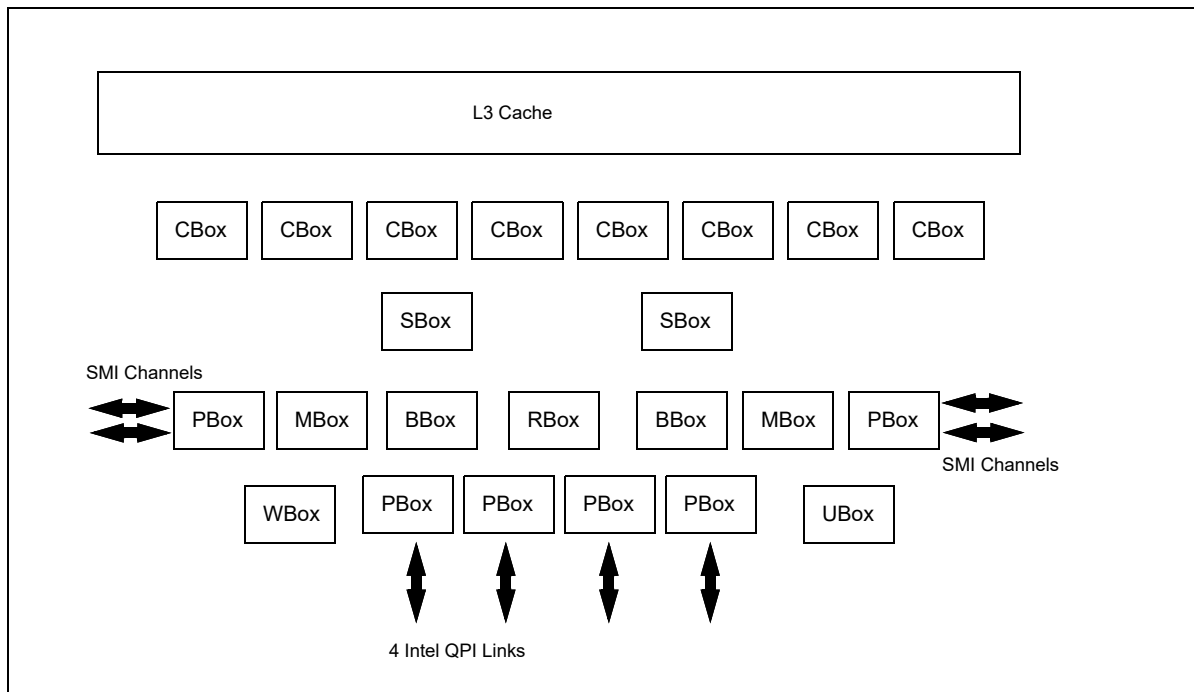 L3 Cache
CBox CBox CBox CBox CBox CBox CBox CBox
SBox SBox
SMI Channels
PBox MBox BBox RBox BBox MBox PBox
SMI Channels
WBox PBox PBox PBox PBox UBox
4 Intel QPI Links